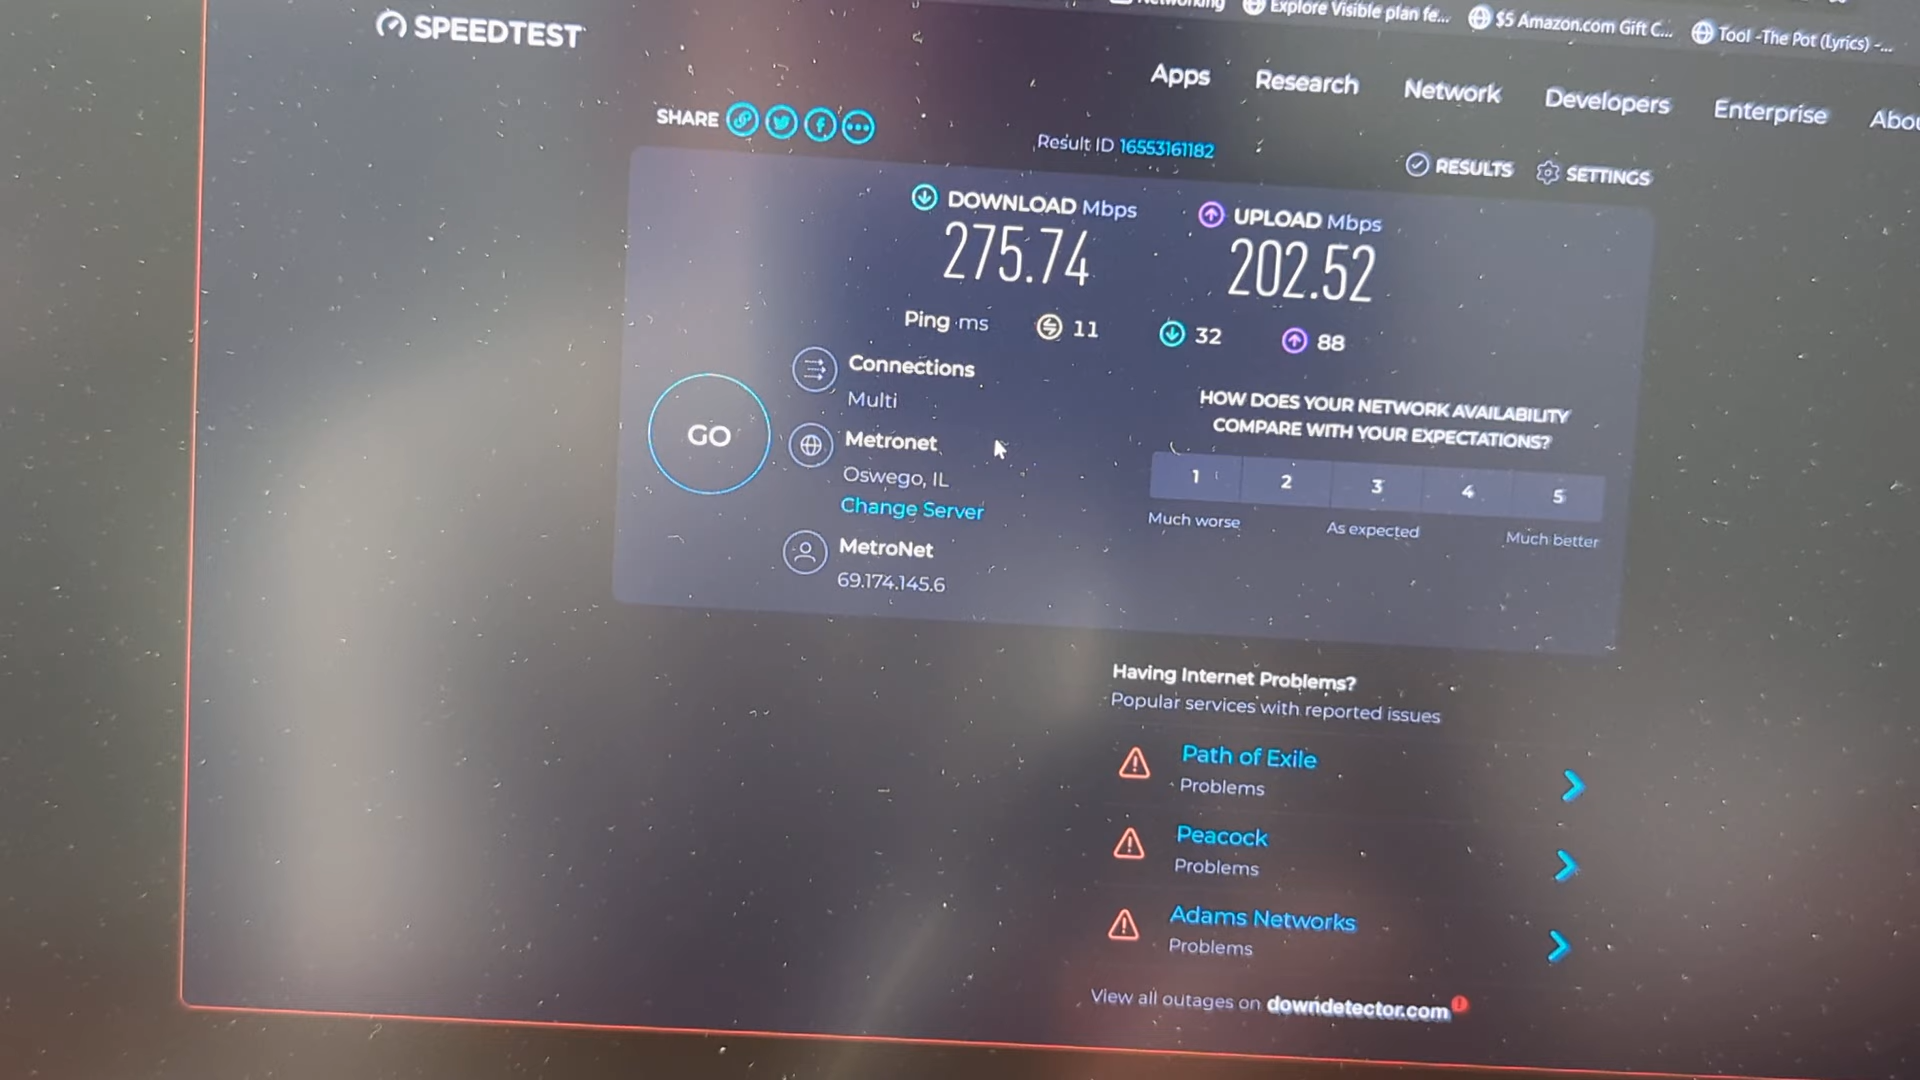 Networking
Explore Visible plan fe...
$5 Amazon.com Gift C...
Tool -The Pot (Lyrics) -...
SPEEDTEST
Apps
Research
Network
Developers
Enterprise
Abou
SHARE
Result ID 16553161182
RESULTS
SETTINGS
DOWNLOAD Mbps
275.74
UPLOAD Mbps
202.52
Ping ms
11
32
88
GO
Connections
Multi
Metronet
Oswego, IL
Change Server
MetroNet
69.174.145.6
HOW DOES YOUR NETWORK AVAILABILITY
COMPARE WITH YOUR EXPECTATIONS?
1
2
3
4
5
Much worse
As expected
Much better
Having Internet Problems?
Popular services with reported issues
Path of Exile
Problems
Peacock
Problems
Adams Networks
Problems
View all outages on downdetector.com